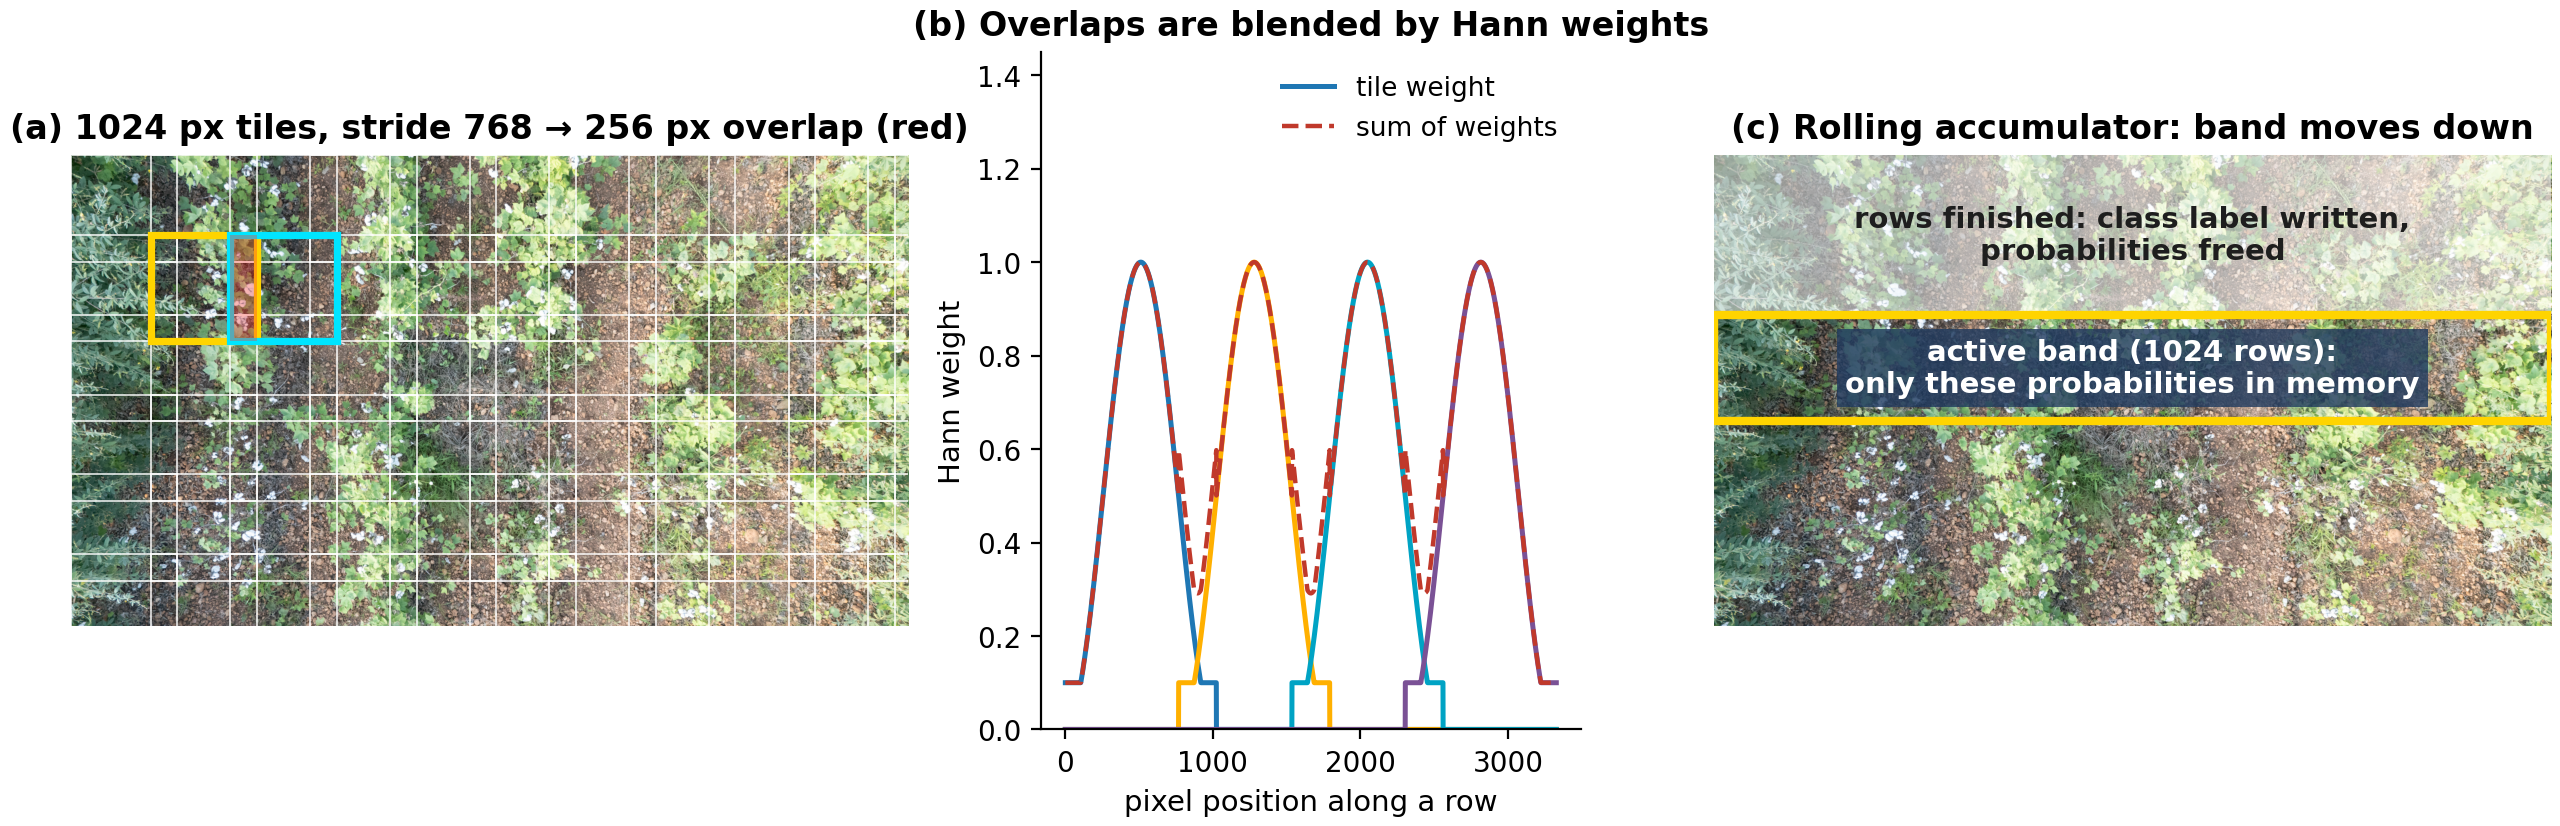 (a) 1024 px tiles, stride 768 → 256 px overlap (red)
(b) Overlaps are blended by Hann weights
tile weight
sum of weights
Hann weight
1.4
1.2
1.0
0.8
0.6
0.4
0.2
0.0
0
1000
2000
3000
pixel position along a row
(c) Rolling accumulator: band moves down
rows finished: class label written,
probabilities freed
active band (1024 rows):
only these probabilities in memory